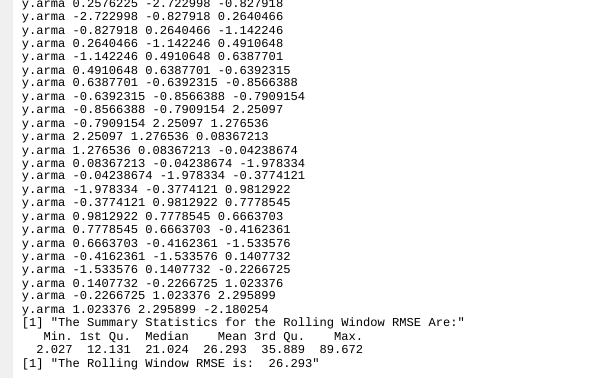 y.arma 0.2576225 -2.722998 -0.827918
y.arma -2.722998 -0.827918 0.2640466
y.arma -0.827918 0.2640466 -1.142246
y.arma 0.2640466 -1.142246 0.4910648
y.arma -1.142246 0.4910648 0.6387701
y.arma 0.4910648 0.6387701 -0.6392315
y.arma 0.6387701 -0.6392315 -0.8566388
y.arma -0.6392315 -0.8566388 -0.7909154
y.arma -0.8566388 -0.7909154 2.25097
y.arma -0.7909154 2.25097 1.276536
y.arma 2.25097 1.276536 0.08367213
y.arma 1.276536 0.08367213 -0.04238674
y.arma 0.08367213 -0.04238674 -1.978334
y.arma -0.04238674 -1.978334 -0.3774121
y.arma -1.978334 -0.3774121 0.9812922
y.arma -0.3774121 0.9812922 0.7778545
y.arma 0.9812922 0.7778545 0.6663703
y.arma 0.7778545 0.6663703 -0.4162361
y.arma 0.6663703 -0.4162361 -1.533576
y.arma -0.4162361 -1.533576 0.1407732
y.arma -1.533576 0.1407732 -0.2266725
y.arma 0.1407732 -0.2266725 1.023376
y.arma -0.2266725 1.023376 2.295899
y.arma 1.023376 2.295899 -2.180254
[1] "The Summary Statistics for the Rolling Window RMSE Are:"
Min. 1st Qu. Median Mean 3rd Qu. Max.
2.027 12.131 21.024 26.293 35.889 89.672
[1] "The Rolling Window RMSE is: 26.293"